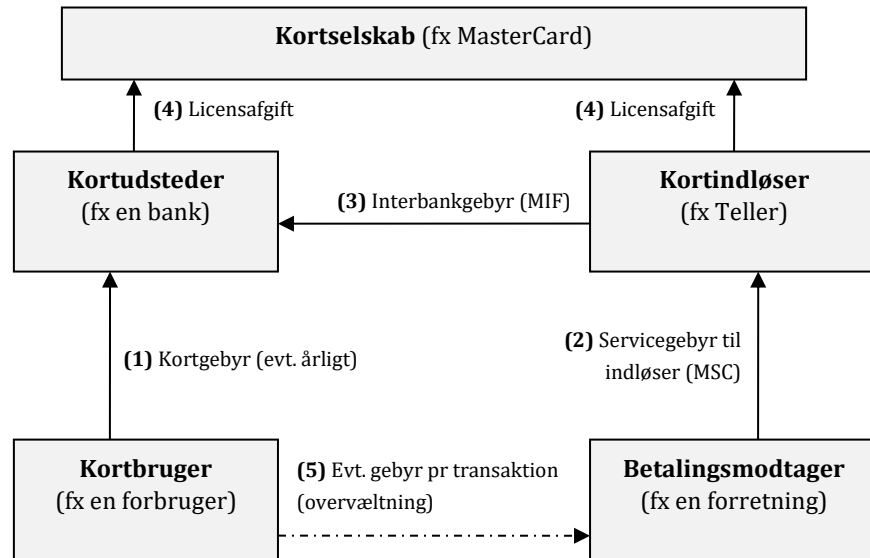 Kortselskab (fx MasterCard)
(4) Licensafgift
(4) Licensafgift
Kortudsteder
(fx en bank)
(3) Interbankgebyr (MIF)
Kortindløser
(fx Teller)
(1) Kortgebyr (evt. årligt)
(2) Servicegebyr til
indløser (MSC)
Kortbruger
(fx en forbruger)
(5) Evt. gebyr pr transaktion
(overvæltning)
Betalingsmodtager
(fx en forretning)